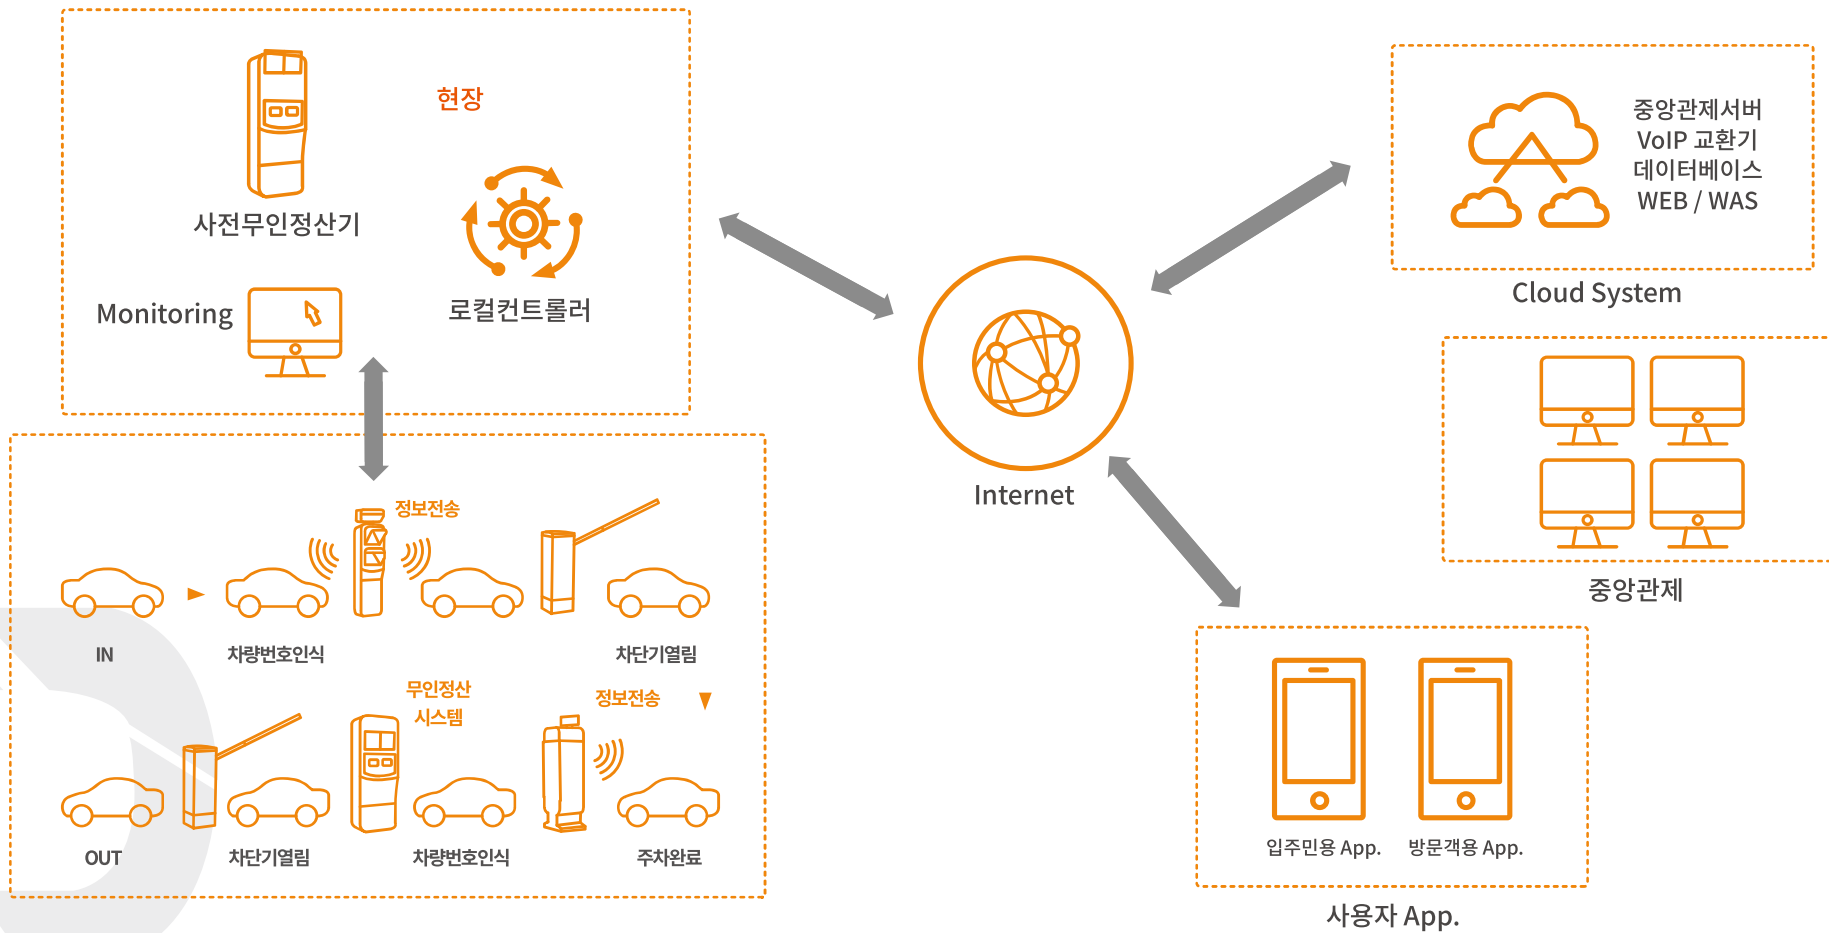 현장
사전무인정산기
Monitoring
로컬컨트롤러
정보전송
IN
차량번호인식
차단기열림
무인정산
시스템
정보전송
OUT
차단기열림
차량번호인식
주차완료
Internet
중앙관제서버
VoIP 교환기
데이터베이스
WEB / WAS
Cloud System
중앙관제
입주민용 App.
방문객용 App.
사용자 App.